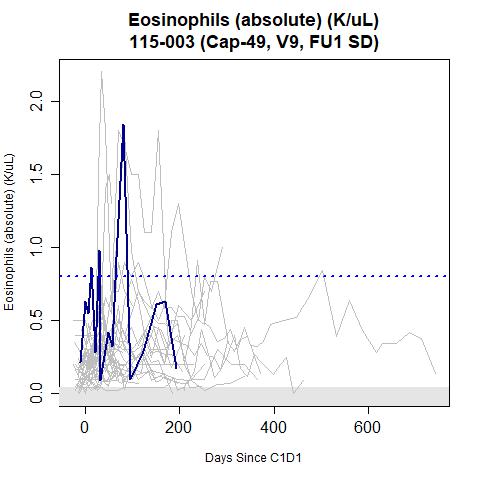 Eosinophils (absolute) (K/uL)
115-003 (Cap-49, V9, FU1 SD)
Eosinophils (absolute) (K/uL)
2.0
1.5
1.0
0.5
0.0
0 200 400 600
Days Since C1D1